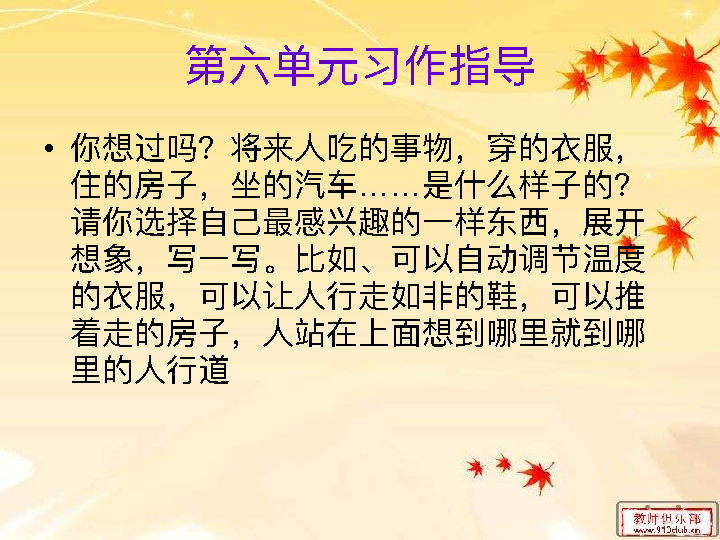 第六单元习作指导
• 你想过吗？将来人吃的事物，穿的衣服，
住的房子，坐的汽车……是什么样子的？
请你选择自己最感兴趣的一样东西，展开
想象，写一写。比如、可以自动调节温度
的衣服，可以让人行走如非的鞋，可以推
着走的房子，人站在上面想到哪里就到哪
里的人行道
教师俱乐部
www.910club.cn